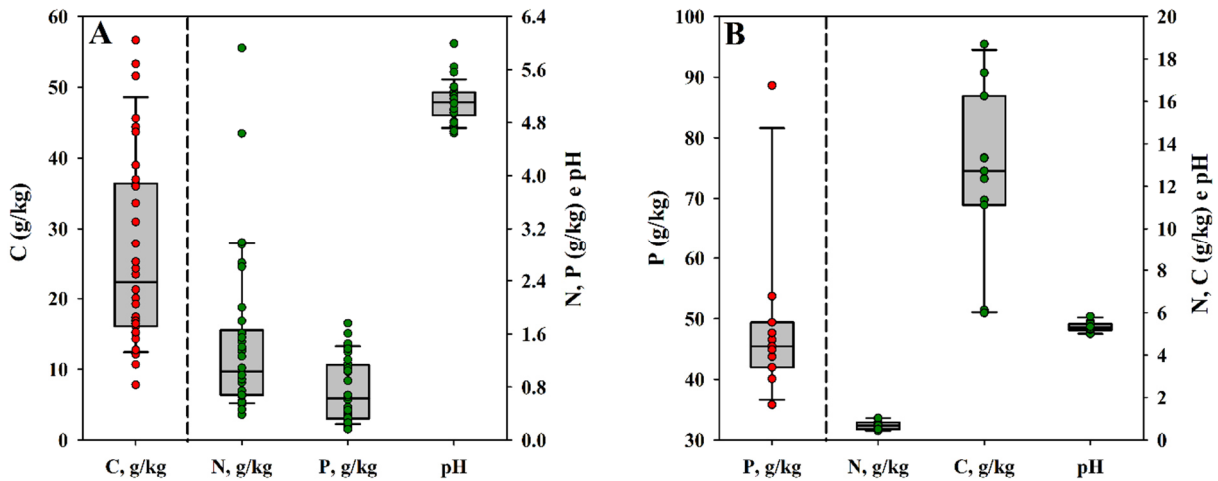 A
C (g/kg)
60
50
40
30
20
10
0
C, g/kg
N, g/kg
P, g/kg
pH
6.4
5.6
4.8
4.0
3.2
2.4
1.6
0.8
0.0
N, P (g/kg) e pH
B
P (g/kg)
100
90
80
70
60
50
40
30
P, g/kg
N, g/kg
C, g/kg
pH
20
18
16
14
12
10
8
6
4
2
0
N, C (g/kg) e pH